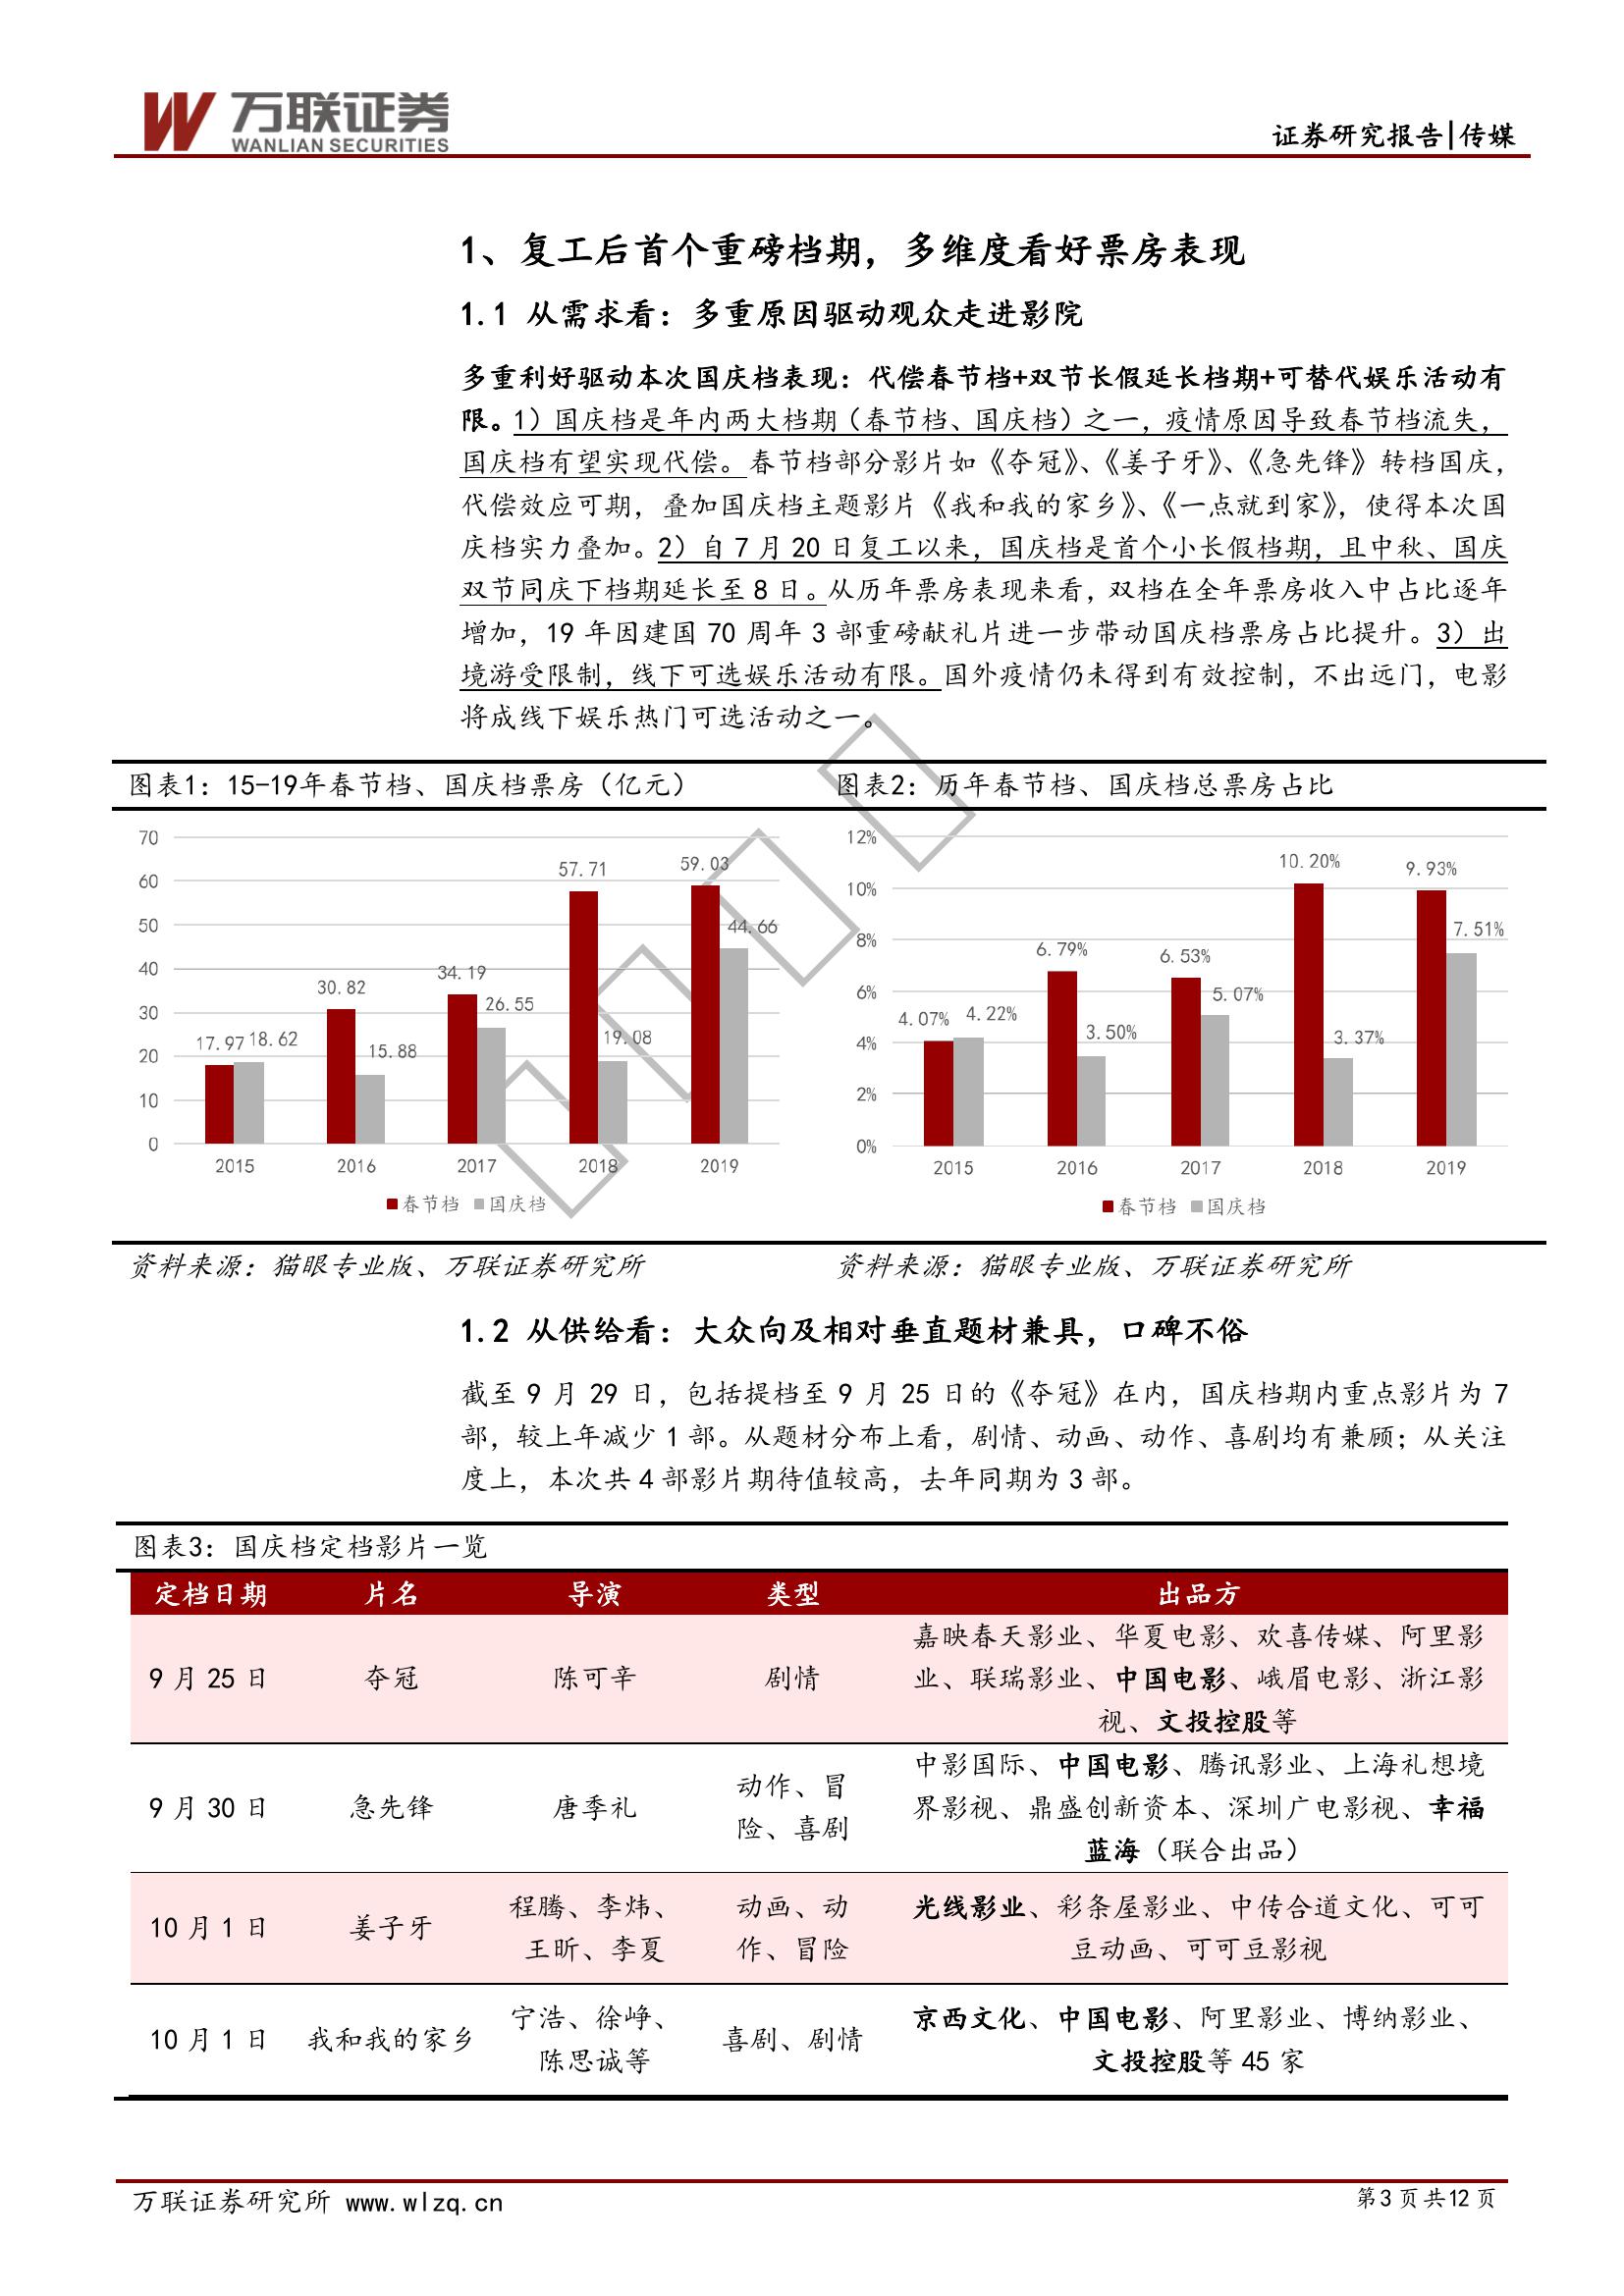 万联证券
WANLIAN SECURITIES
证券研究报告|传媒
1、复工后首个重磅档期，多维度看好票房表现
1.1 从需求看：多重原因驱动观众走进影院
多重利好驱动本次国庆档表现：代偿春节档+双节长假延长档期+可替代娱乐活动有
限。1）国庆档是年内两大档期（春节档、国庆档）之一，疫情原因导致春节档流失，
国庆档有望实现代偿。春节档部分影片如《夺冠》、《姜子牙》、《急先锋》转档国庆，
代偿效应可期，叠加国庆档主题影片《我和我的家乡》、《一点就到家》，使得本次国
庆档实力叠加。2）自 7 月 20 日复工以来，国庆档是首个小长假档期，且中秋、国庆
双节同庆下档期延长至 8 日。从历年票房表现来看，双档在全年票房收入中占比逐年
增加，19 年因建国 70 周年 3 部重磅献礼片进一步带动国庆档票房占比提升。3）出
境游受限制，线下可选娱乐活动有限。国外疫情仍未得到有效控制，不出远门，电影
将成线下娱乐热门可选活动之一。
图表1：15-19年春节档、国庆档票房（亿元）
70
60
50
40
30
20
10
0
17.97
18.62
30.82
15.88
34.19
26.55
57.71
19.08
59.03
44.66
2015
2016
2017
2018
2019
春节档
国庆档
资料来源：猫眼专业版、万联证券研究所
图表2：历年春节档、国庆档总票房占比
12%
10%
8%
6%
4%
2%
0%
4.07%
4.22%
6.79%
3.50%
6.53%
5.07%
10.20%
3.37%
9.93%
7.51%
2015
2016
2017
2018
2019
春节档
国庆档
资料来源：猫眼专业版、万联证券研究所
1.2 从供给看：大众向及相对垂直题材兼具，口碑不俗
截至 9 月 29 日，包括提档至 9 月 25 日的《夺冠》在内，国庆档期内重点影片为 7
部，较上年减少 1 部。从题材分布上看，剧情、动画、动作、喜剧均有兼顾；从关注
度上，本次共 4 部影片期待值较高，去年同期为 3 部。
图表3：国庆档定档影片一览
定档日期 片名 导演 类型 出品方
9 月 25 日 夺冠 陈可辛 剧情
嘉映春天影业、华夏电影、欢喜传媒、阿里影
业、联瑞影业、中国电影、峨眉电影、浙江影
视、文投控股等
9 月 30 日 急先锋 唐季礼
动作、冒
险、喜剧
中影国际、中国电影、腾讯影业、上海礼想境
界影视、鼎盛创新资本、深圳广电影视、幸福
蓝海（联合出品）
10 月 1 日 姜子牙
程腾、李炜、
王昕、李夏
动画、动
作、冒险
光线影业、彩条屋影业、中传合道文化、可可
豆动画、可可豆影视
10 月 1 日 我和我的家乡
宁浩、徐峥、
陈思诚等
喜剧、剧情
京西文化、中国电影、阿里影业、博纳影业、
文投控股等 45 家
万联证券研究所 www.wlzq.cn
第3 页 共12 页